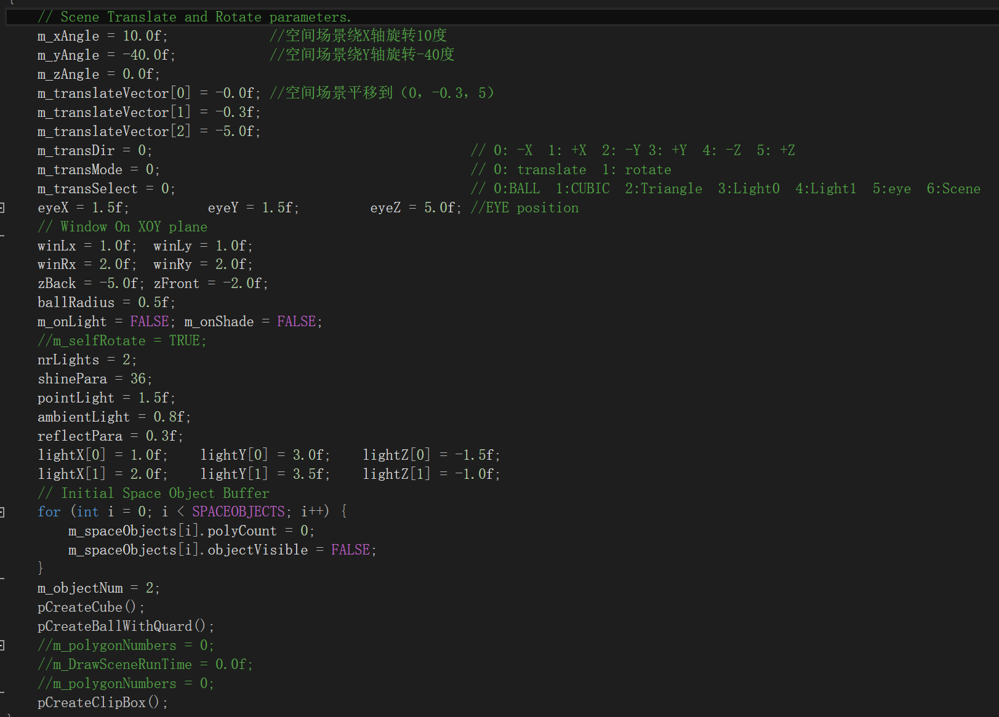 {
// Scene Translate and Rotate parameters.
m_xAngle = 10.0f; //空间场景绕X轴旋转10度
m_yAngle = -40.0f; //空间场景绕Y轴旋转-40度
m_zAngle = 0.0f;
m_translateVector[0] = -0.0f; //空间场景平移到（0，-0.3，5）
m_translateVector[1] = -0.3f;
m_translateVector[2] = -5.0f;
m_transDir = 0; // 0: -X 1: +X 2: -Y 3: +Y 4: -Z 5: +Z
m_transMode = 0; // 0: translate 1: rotate
m_transSelect = 0; // 0:BALL 1:CUBIC 2:Triangle 3:Light0 4:Light1 5:eye 6:Scene
eyeX = 1.5f; eyeY = 1.5f; eyeZ = 5.0f; //EYE position
// Window On XOY plane
winLx = 1.0f; winLy = 1.0f;
winRx = 2.0f; winRy = 2.0f;
zBack = -5.0f; zFront = -2.0f;
ballRadius = 0.5f;
m_onLight = FALSE; m_onShade = FALSE;
//m_selfRotate = TRUE;
nrLights = 2;
shinePara = 36;
pointLight = 1.5f;
ambientLight = 0.8f;
reflectPara = 0.3f;
lightX[0] = 1.0f; lightY[0] = 3.0f; lightZ[0] = -1.5f;
lightX[1] = 2.0f; lightY[1] = 3.5f; lightZ[1] = -1.0f;
// Initial Space Object Buffer
for (int i = 0; i < SPACEOBJECTS; i++) {
m_spaceObjects[i].polyCount = 0;
m_spaceObjects[i].objectVisible = FALSE;
}
m_objectNum = 2;
pCreateCube();
pCreateBallWithQuard();
//m_polygonNumbers = 0;
//m_DrawSceneRunTime = 0.0f;
//m_polygonNumbers = 0;
pCreateClipBox();